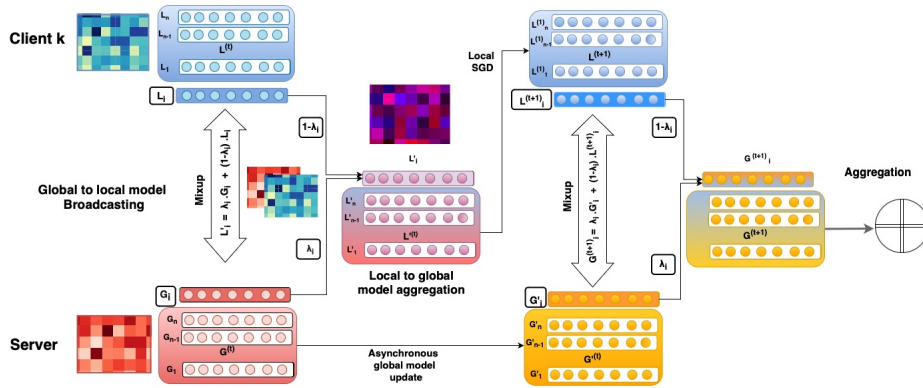 Client k
Lₙ
Lₙ₋₁
L⁽ᵗ⁾
L₁
Lᵢ
1-λᵢ
Global to local model
Broadcasting
Mixup
L'ᵢ = λᵢ .Gᵢ + (1-λᵢ) .Lᵢ
λᵢ
Gᵢ
Server
Gₙ
Gₙ₋₁
G⁽ᵗ⁾
G₁
L'ᵢ
L'ₙ
L'ₙ₋₁
L'⁽ᵗ⁾
L'₁
Local to global
model aggregation
Asynchronous
global model
update
Local
SGD
L⁽¹⁾ₙ
L⁽¹⁾ₙ₋₁
L⁽ᵗ⁺¹⁾
L⁽¹⁾₁
L⁽ᵗ⁺¹⁾ᵢ
1-λᵢ
Mixup
G⁽ᵗ⁺¹⁾ᵢ = λᵢ .G'ᵢ + (1-λᵢ) .L⁽ᵗ⁺¹⁾ᵢ
λᵢ
G'ᵢ
G'ₙ
G'ₙ₋₁
G'⁽ᵗ⁾
G'₁
G⁽ᵗ⁺¹⁾ᵢ
G⁽ᵗ⁺¹⁾
Aggregation